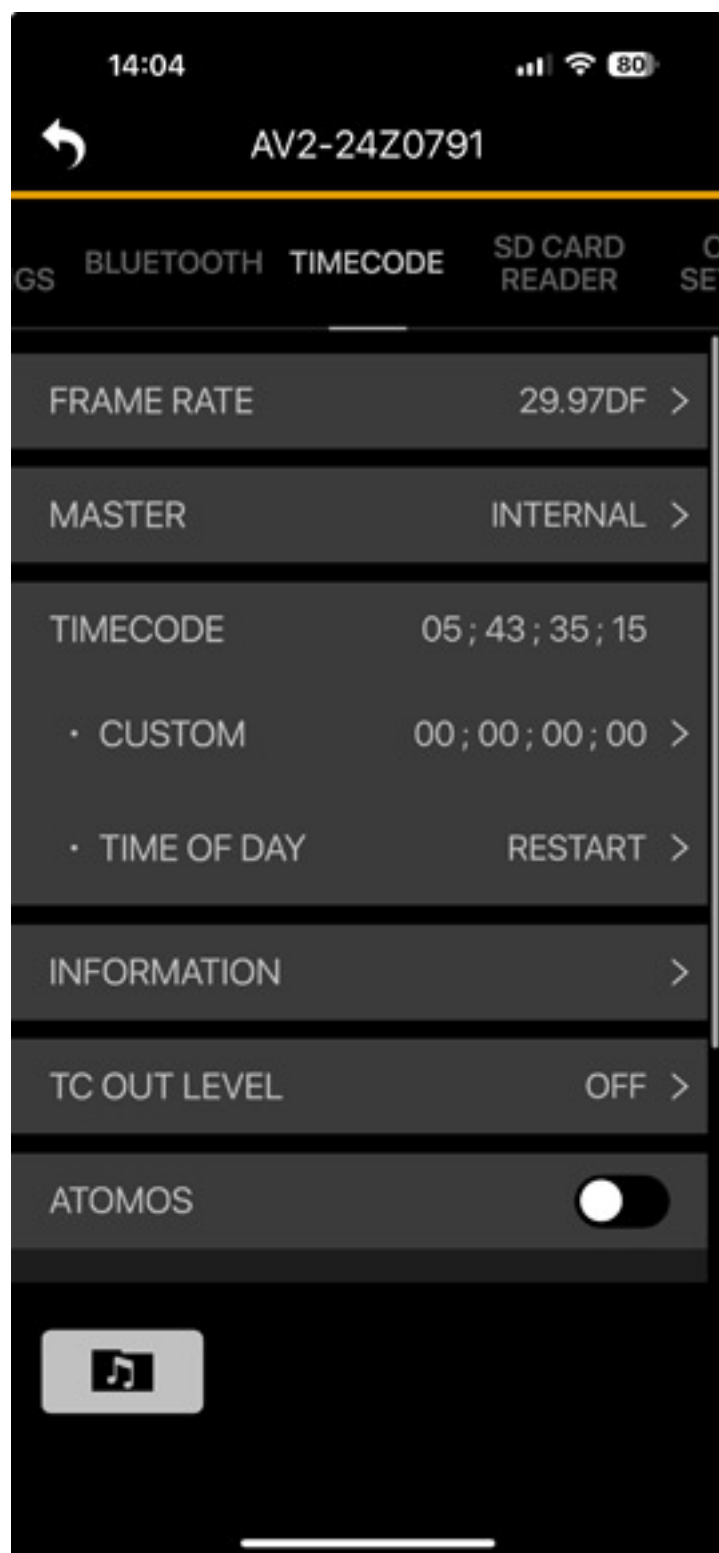 14:04 80
AV2-24Z0791
GS BLUETOOTH TIMECODE SD CARD READER C SE
FRAME RATE 29.97DF >
MASTER INTERNAL >
TIMECODE 05 ; 43 ; 35 ; 15
· CUSTOM 00 ; 00 ; 00 ; 00 >
· TIME OF DAY RESTART >
INFORMATION >
TC OUT LEVEL OFF >
ATOMOS